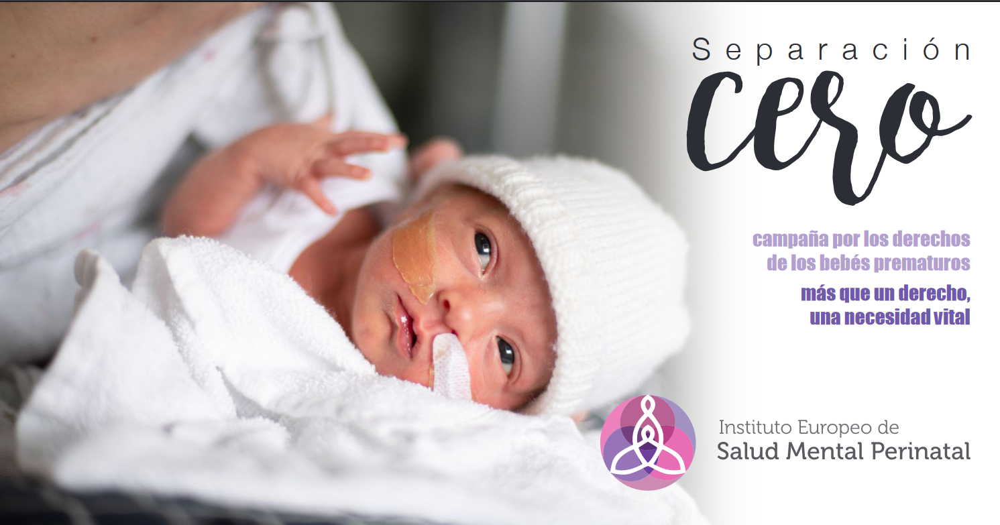 Separación
cero
campaña por los derechos
de los bebés prematuros
más que un derecho,
una necesidad vital
Instituto Europeo de
Salud Mental Perinatal